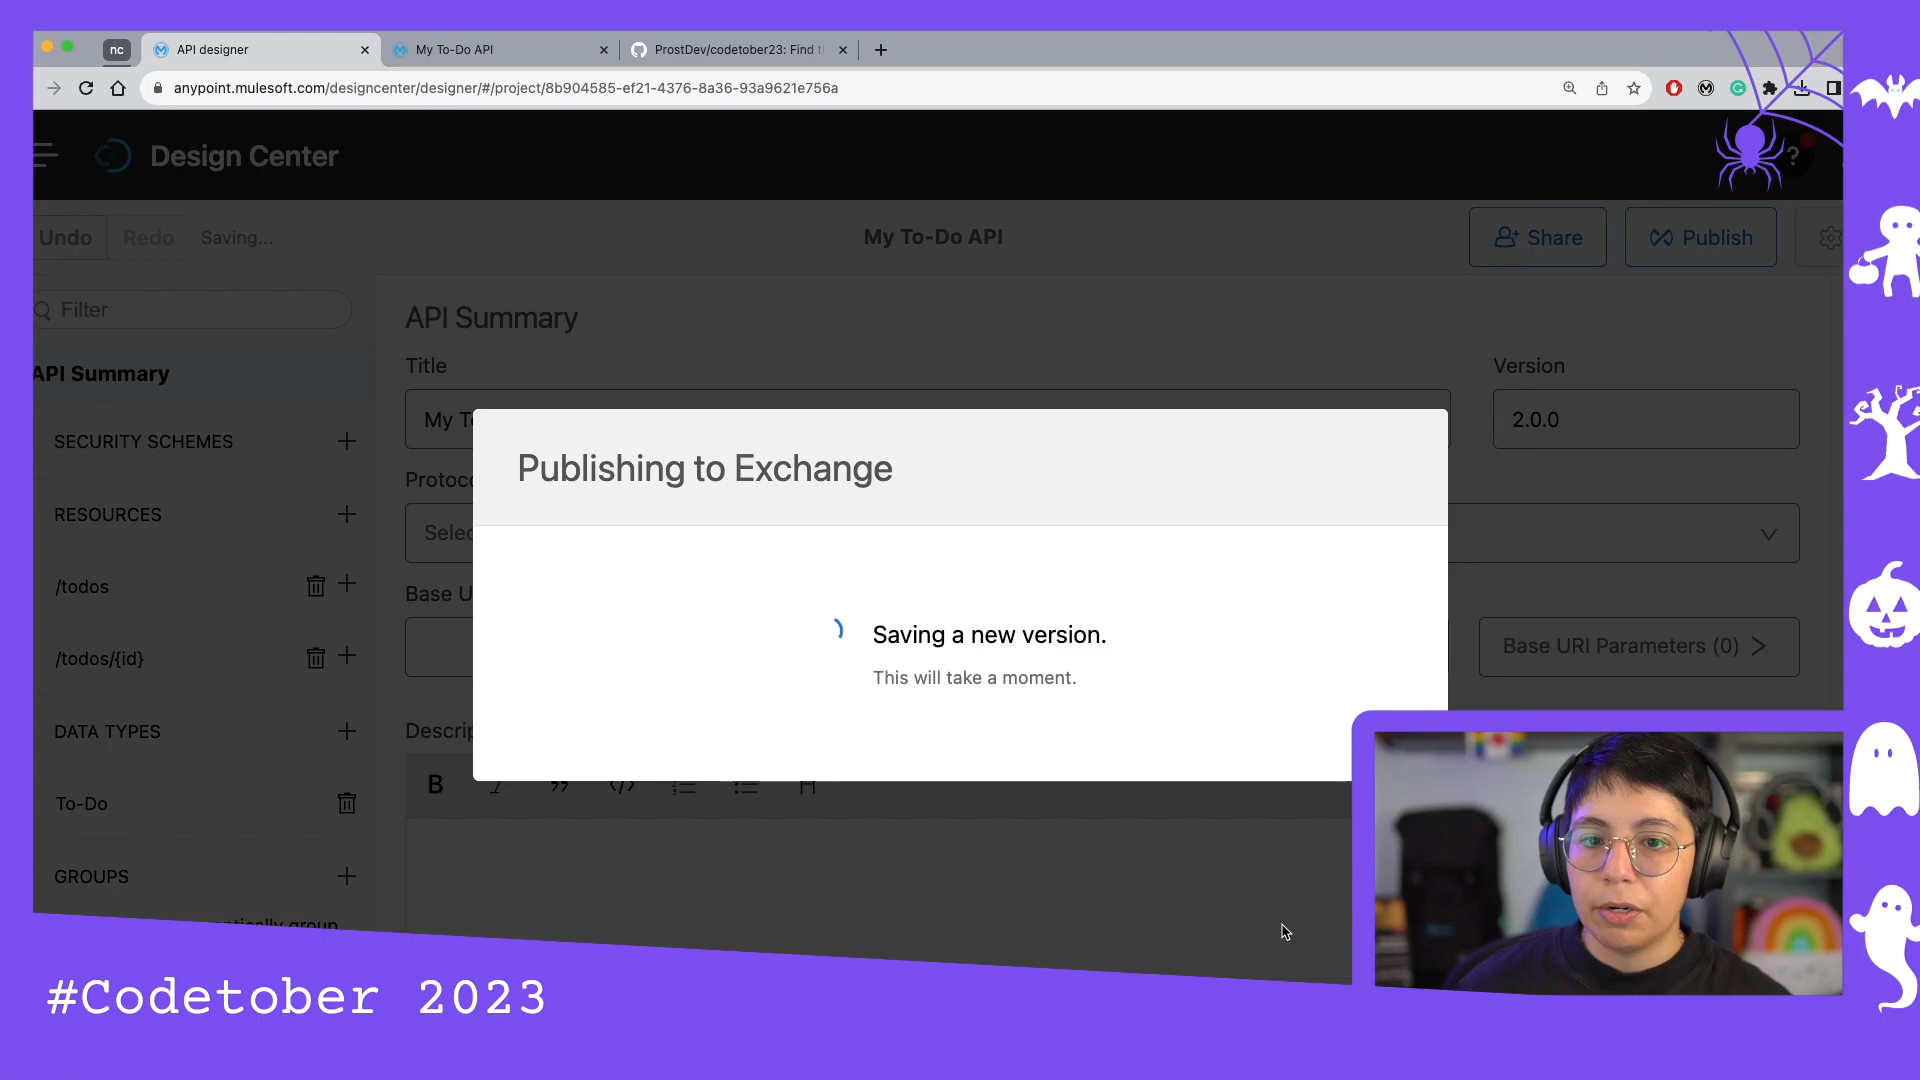 nc
API designer
My To-Do API
ProstDev/codetober23: Find t
anypoint.mulesoft.com/designcenter/designer/#/project/8b904585-ef21-4376-8a36-93a9621e756a
Design Center
?
Undo
Redo
Saving...
My To-Do API
Share
Publish
Filter
API Summary
Title
Version
API Summary
My T
2.0.0
SECURITY SCHEMES
Publishing to Exchange
Protoc
RESOURCES
Selec
/todos
Base U
Saving a new version.
Base URI Parameters (0)
/todos/{id}
This will take a moment.
DATA TYPES
Descrip
B
To-Do
GROUPS
#Codetober 2023